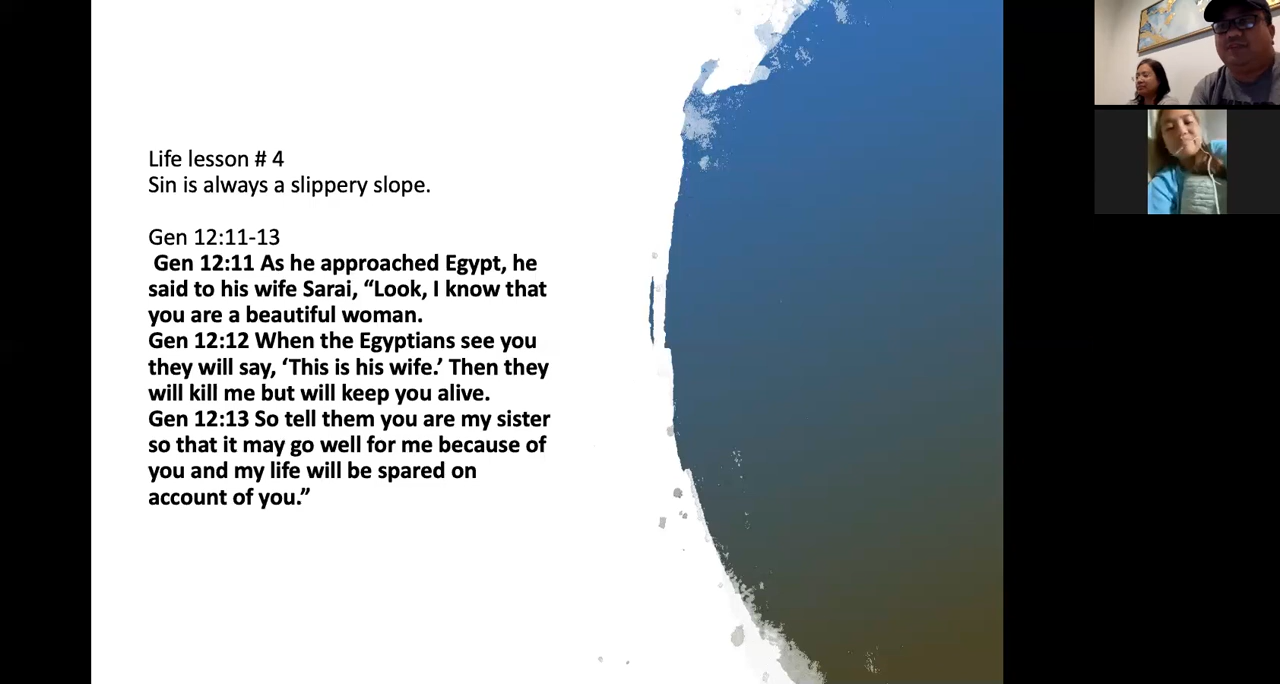 Life lesson # 4
Sin is always a slippery slope.
Gen 12:11-13
Gen 12:11 As he approached Egypt, he
said to his wife Sarai, “Look, I know that
you are a beautiful woman.
Gen 12:12 When the Egyptians see you
they will say, ‘This is his wife.’ Then they
will kill me but will keep you alive.
Gen 12:13 So tell them you are my sister
so that it may go well for me because of
you and my life will be spared on
account of you.”